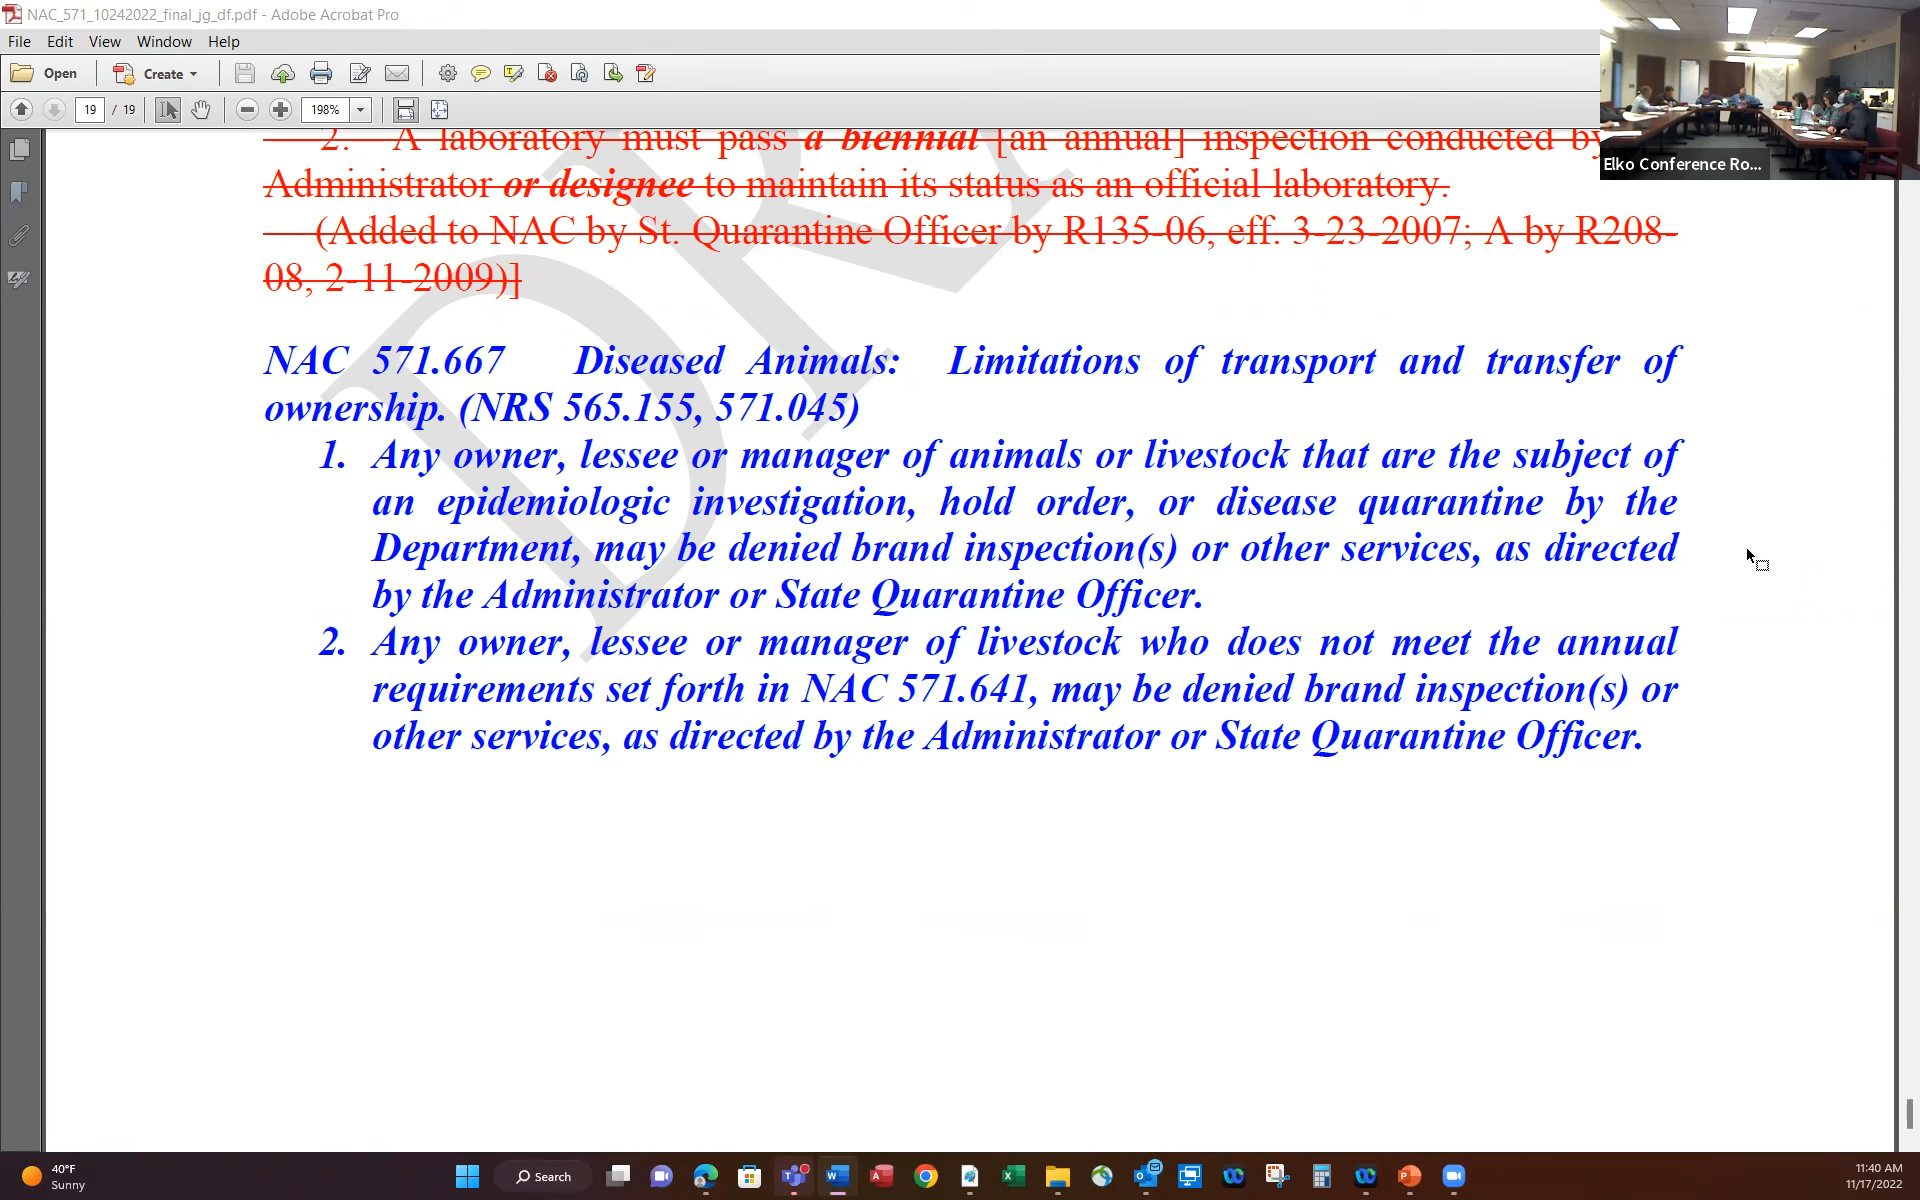 NAC_571_10242022_final_jg_df.pdf - Adobe Acrobat Pro
File Edit View Window Help
Open Create
19 / 19 198%
2. A laboratory must pass a biennial [an annual] inspection conducted by
Administrator or designee to maintain its status as an official laboratory.
(Added to NAC by St. Quarantine Officer by R135-06, eff. 3-23-2007; A by R208-
08, 2-11-2009)]
Elko Conference Ro...
NAC 571.667 Diseased Animals: Limitations of transport and transfer of
ownership. (NRS 565.155, 571.045)
1. Any owner, lessee or manager of animals or livestock that are the subject of
an epidemiologic investigation, hold order, or disease quarantine by the
Department, may be denied brand inspection(s) or other services, as directed
by the Administrator or State Quarantine Officer.
2. Any owner, lessee or manager of livestock who does not meet the annual
requirements set forth in NAC 571.641, may be denied brand inspection(s) or
other services, as directed by the Administrator or State Quarantine Officer.
40°F
Sunny
Search
11:40 AM
11/17/2022